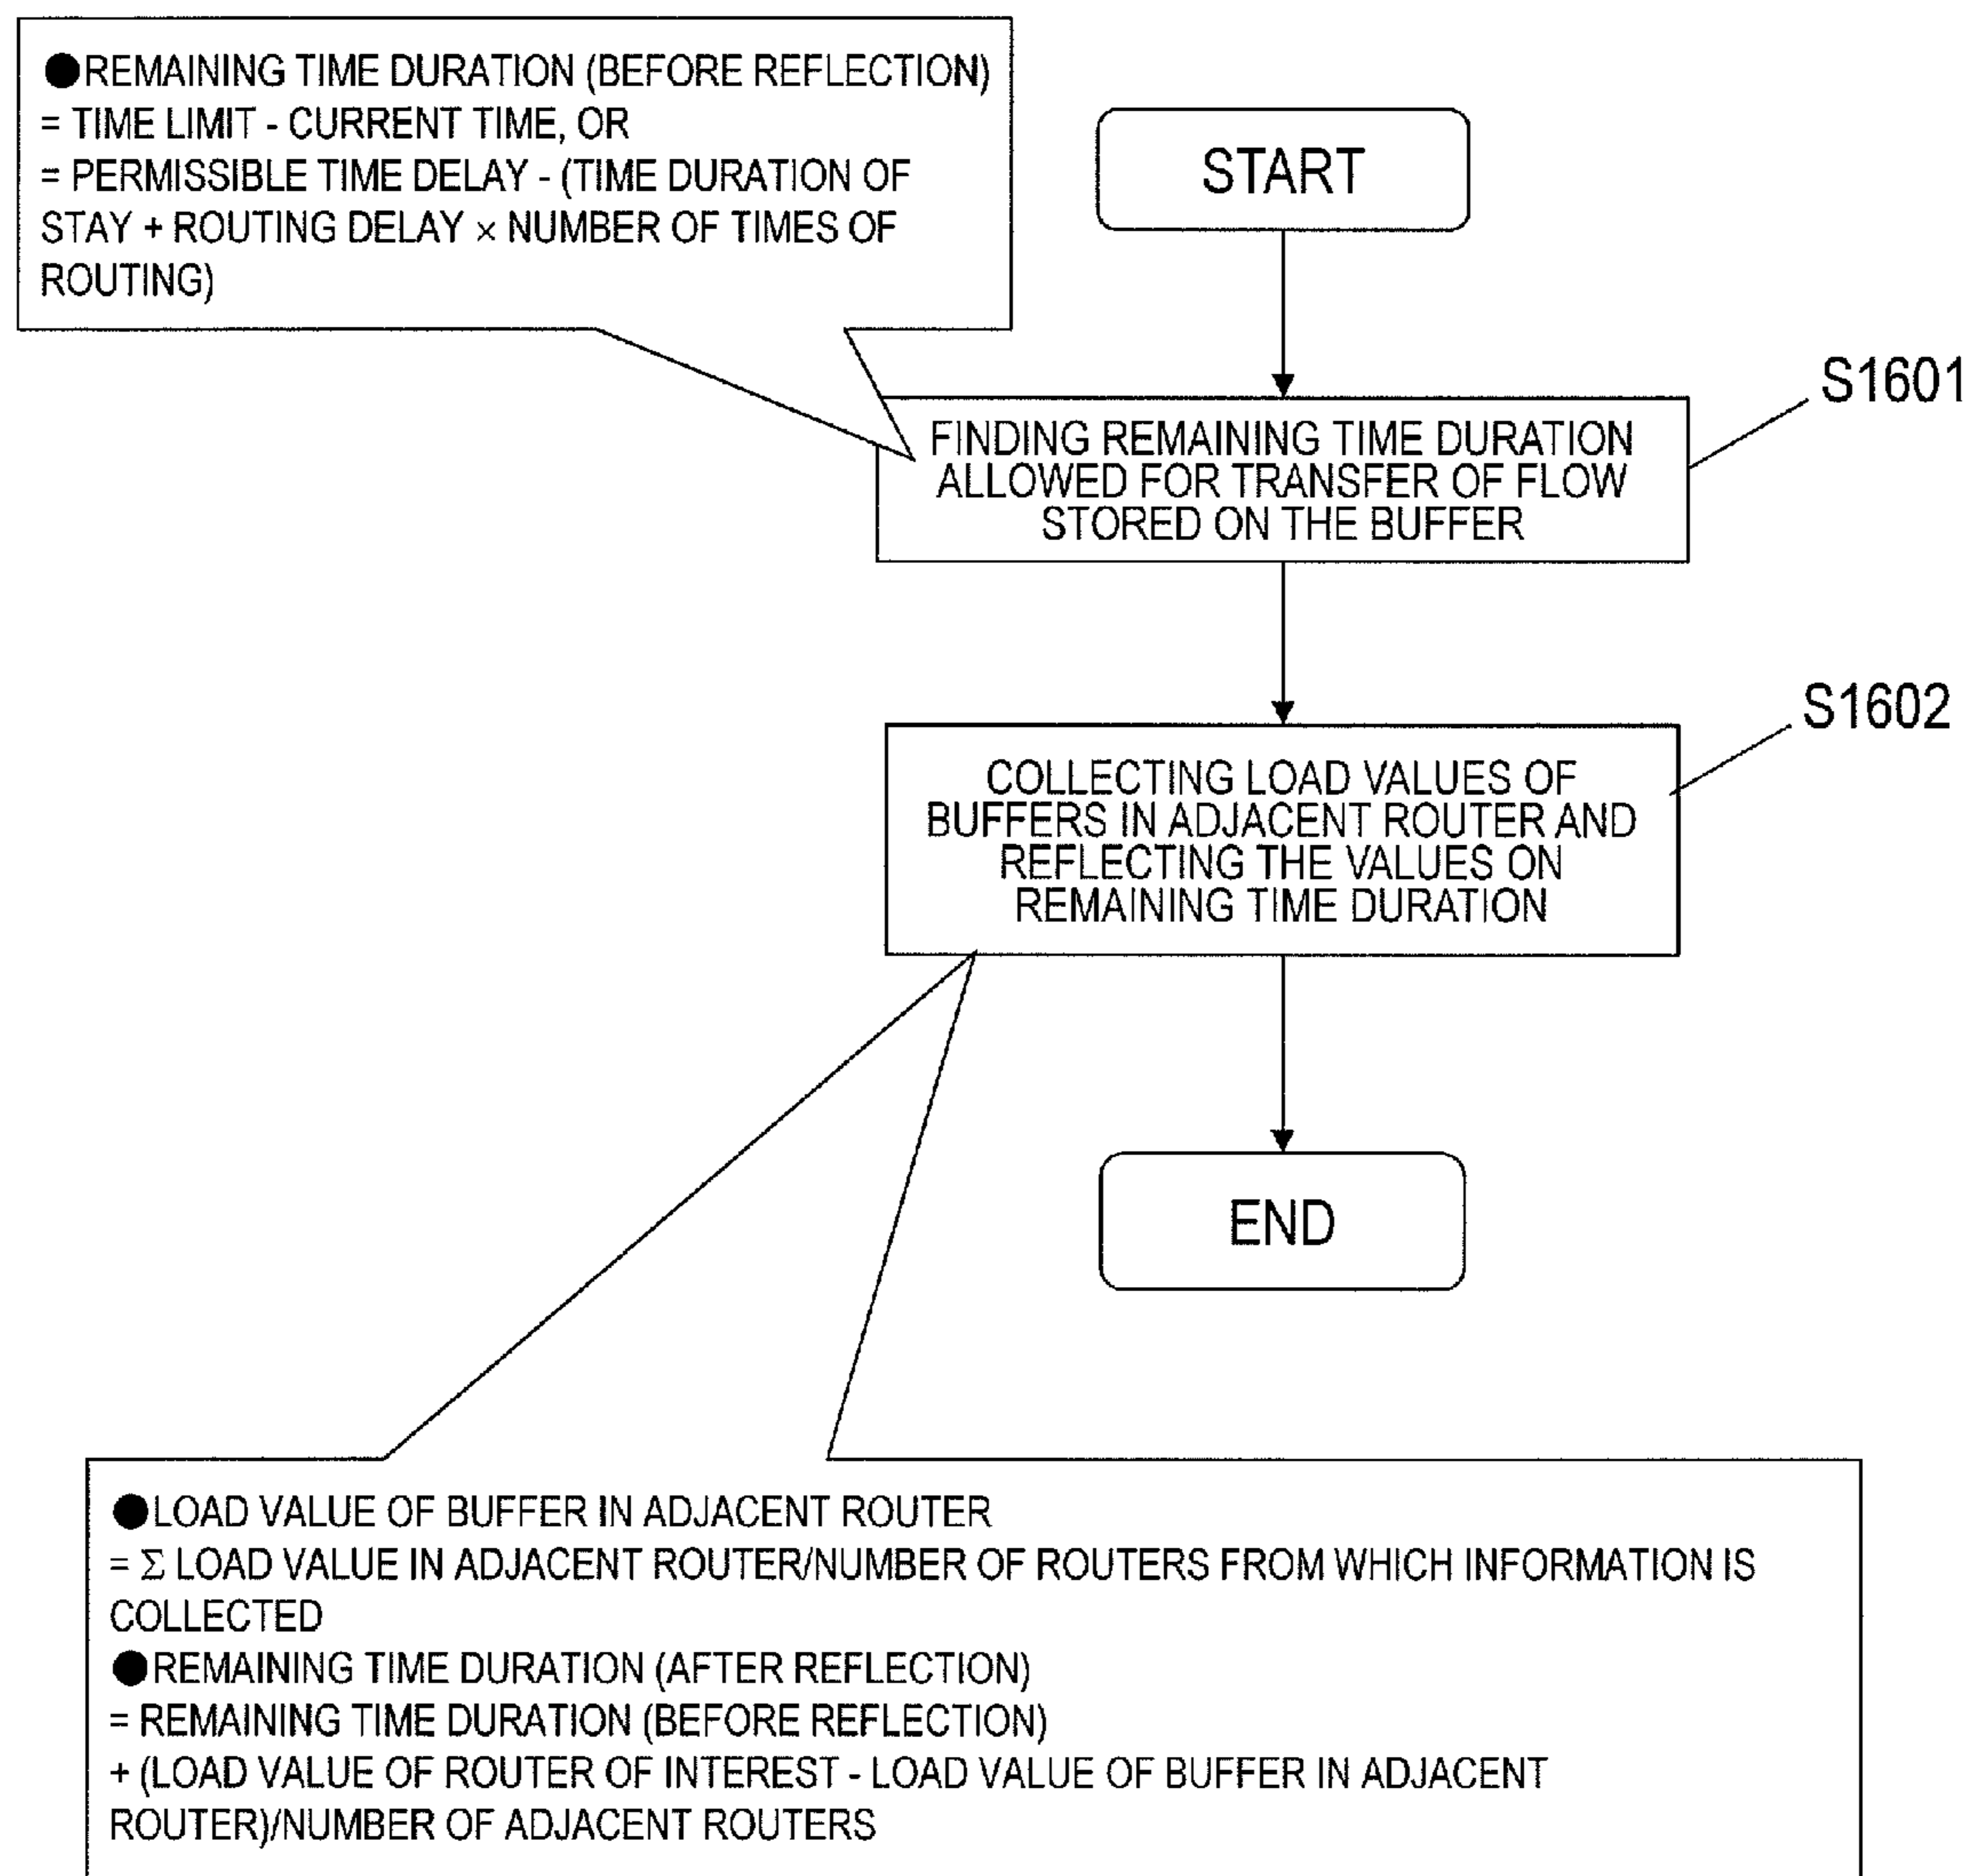 ●REMAINING TIME DURATION (BEFORE REFLECTION)
= TIME LIMIT - CURRENT TIME, OR
= PERMISSIBLE TIME DELAY - (TIME DURATION OF
STAY + ROUTING DELAY × NUMBER OF TIMES OF
ROUTING)
START
S1601
FINDING REMAINING TIME DURATION
ALLOWED FOR TRANSFER OF FLOW
STORED ON THE BUFFER
S1602
COLLECTING LOAD VALUES OF
BUFFERS IN ADJACENT ROUTER AND
REFLECTING THE VALUES ON
REMAINING TIME DURATION
END
●LOAD VALUE OF BUFFER IN ADJACENT ROUTER
= Σ LOAD VALUE IN ADJACENT ROUTER/NUMBER OF ROUTERS FROM WHICH INFORMATION IS
COLLECTED
●REMAINING TIME DURATION (AFTER REFLECTION)
= REMAINING TIME DURATION (BEFORE REFLECTION)
+ (LOAD VALUE OF ROUTER OF INTEREST - LOAD VALUE OF BUFFER IN ADJACENT
ROUTER)/NUMBER OF ADJACENT ROUTERS